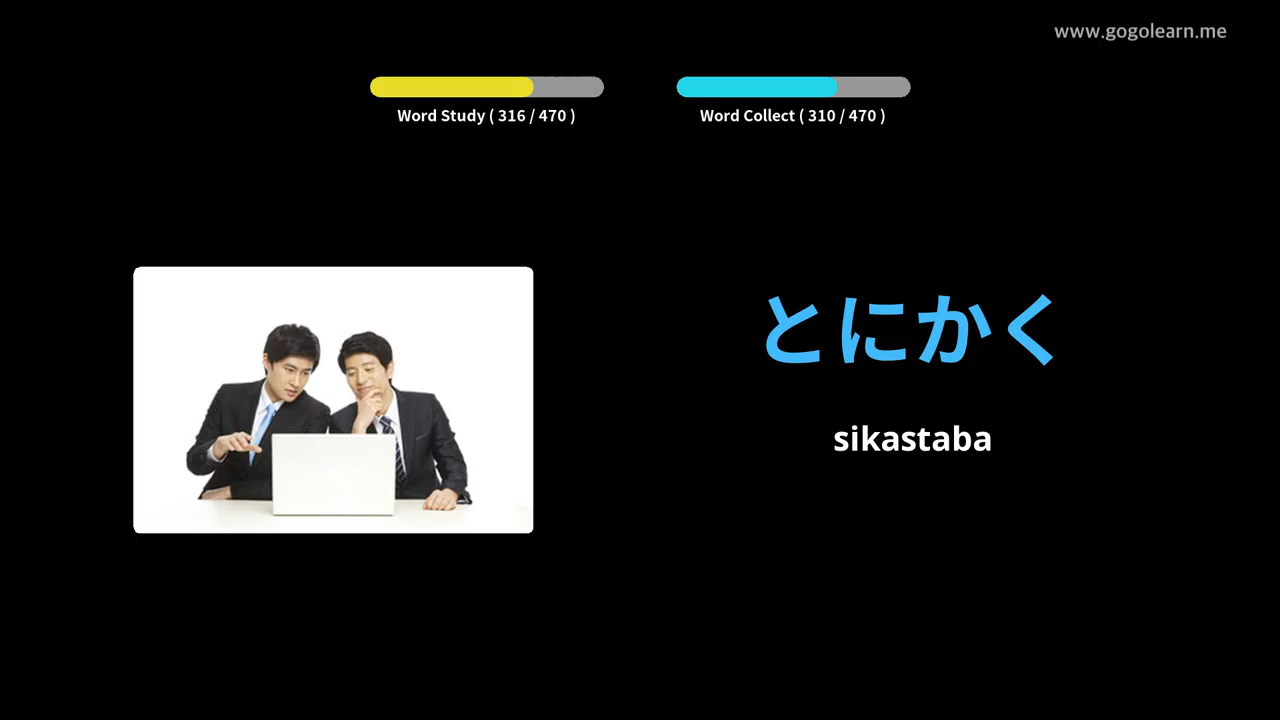 www.gogolearn.me
Word Study ( 316 / 470 )
Word Collect ( 310 / 470 )
とにかく
sikastaba